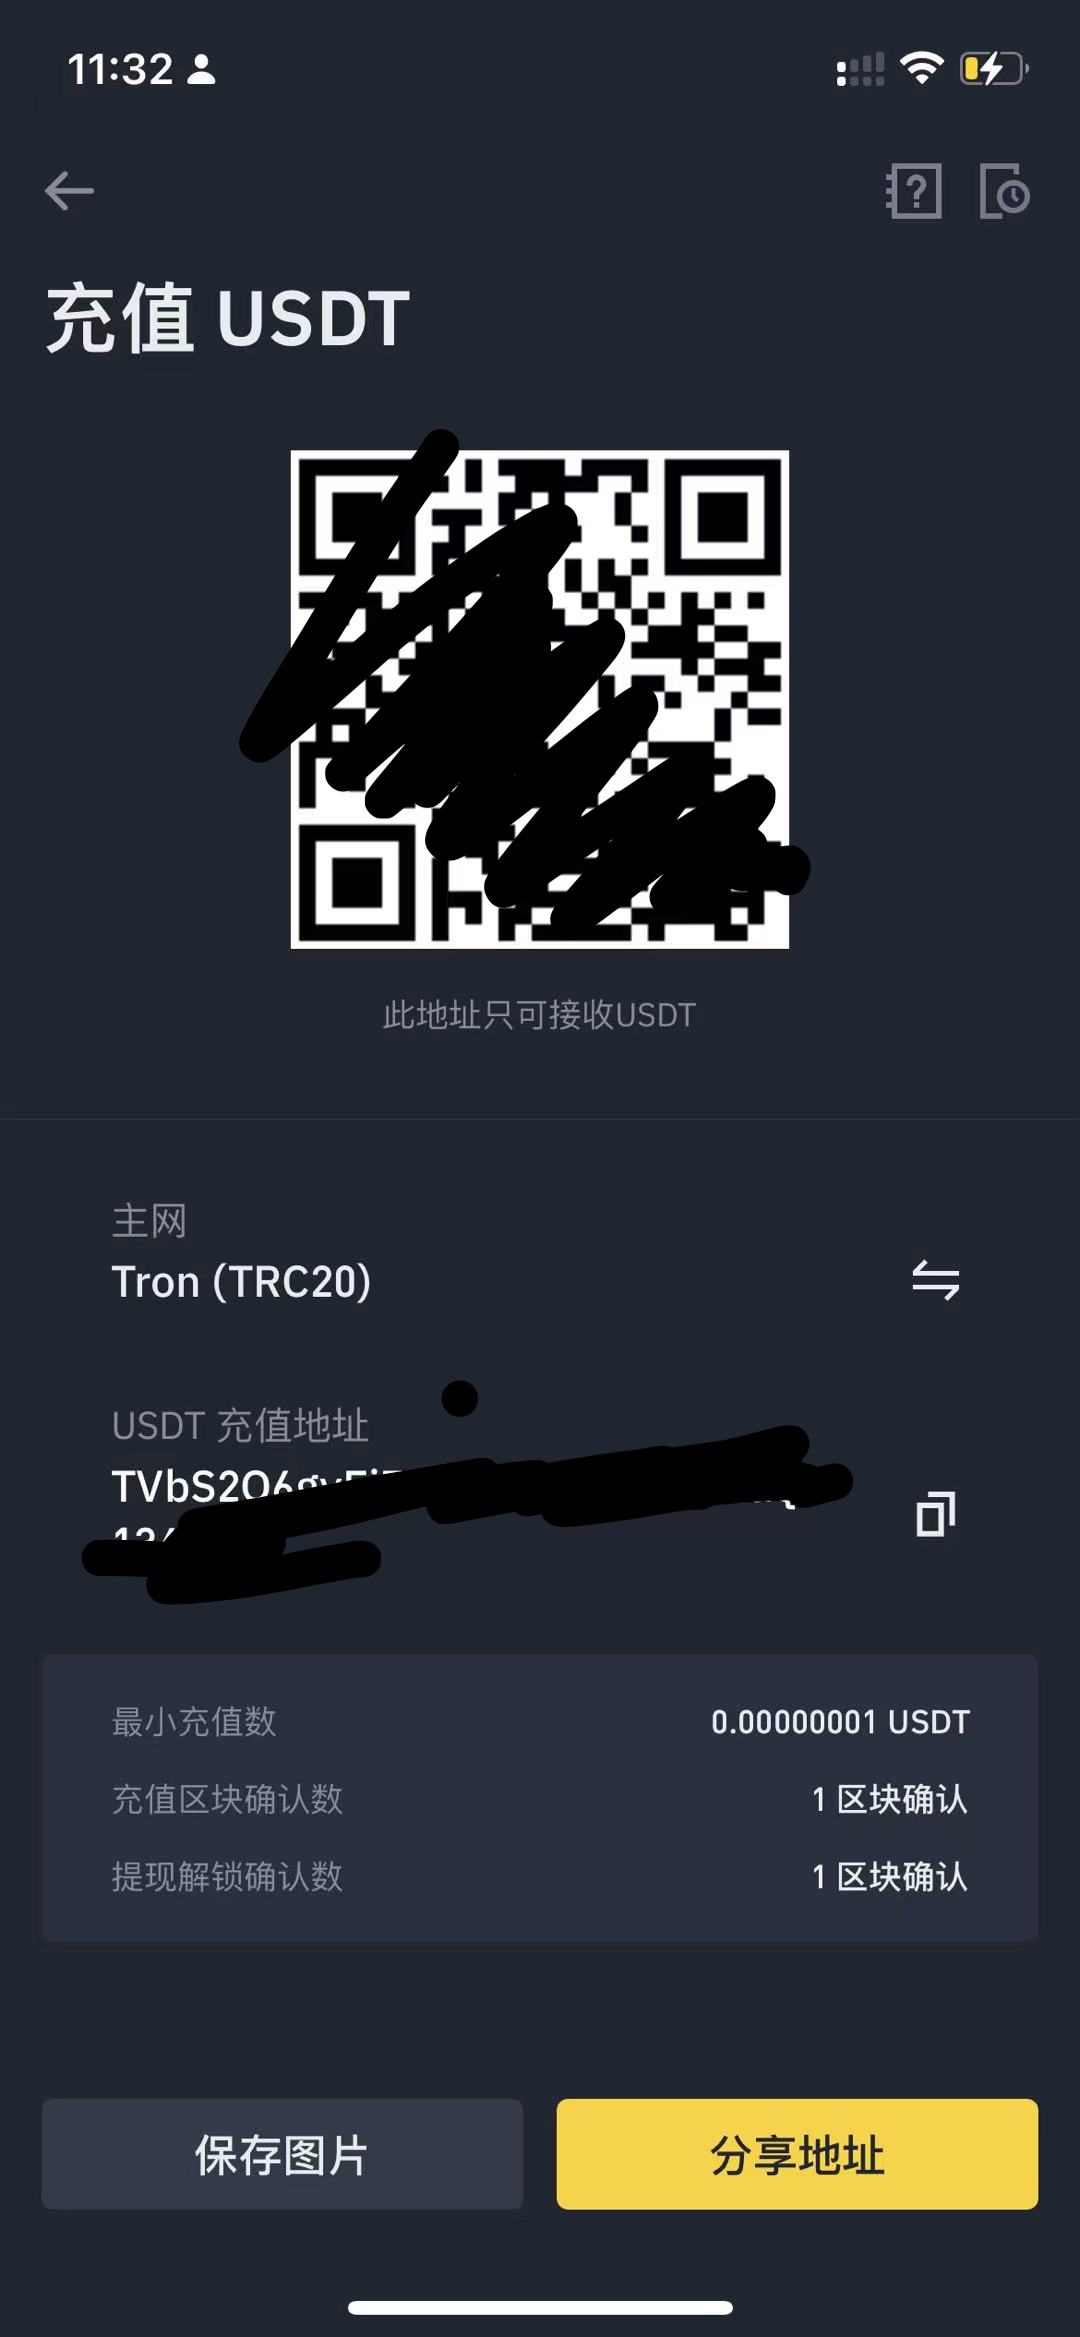 11:32
充值 USDT
此地址只可接收USDT
主网
Tron (TRC20)
USDT 充值地址
最小充值数 0.00000001 USDT
充值区块确认数 1 区块确认
提现解锁确认数 1 区块确认
保存图片 分享地址